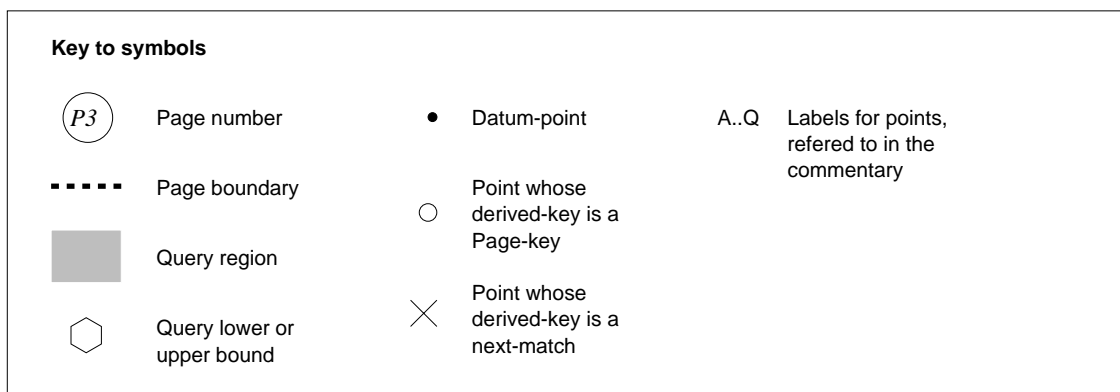 Key to symbols
P3
Page number
Page boundary
Query region
Query lower or
upper bound
Datum-point
Point whose
derived-key is a
Page-key
Point whose
derived-key is a
next-match
A..Q
Labels for points,
refered to in the
commentary